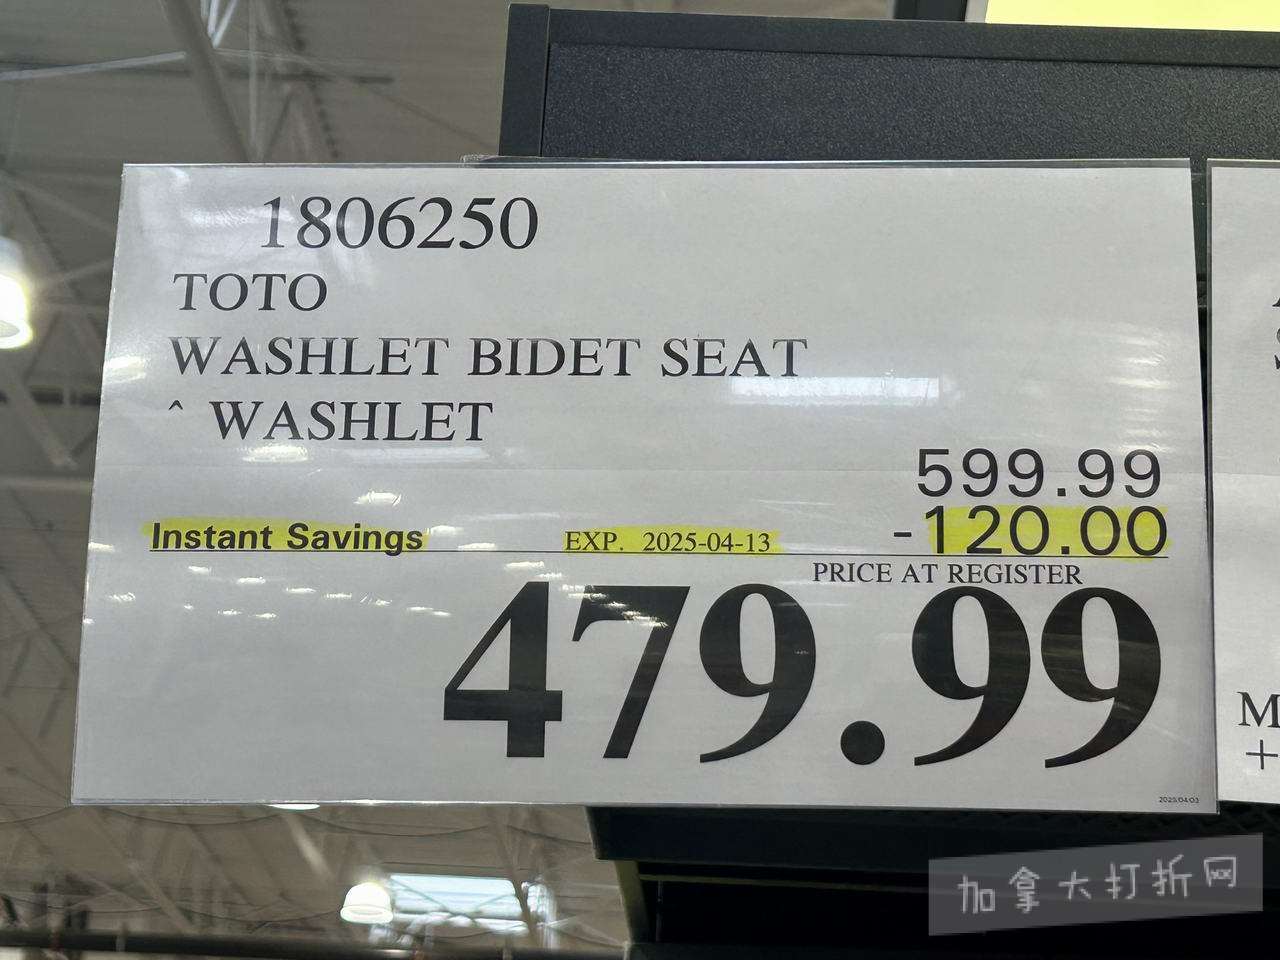 1806250
TOTO
WASHLET BIDET SEAT
^ WASHLET
599.99
Instant Savings EXP. 2025-04-13 -120.00
PRICE AT REGISTER
479.99
2025/04/03
M
+
加拿大打折网